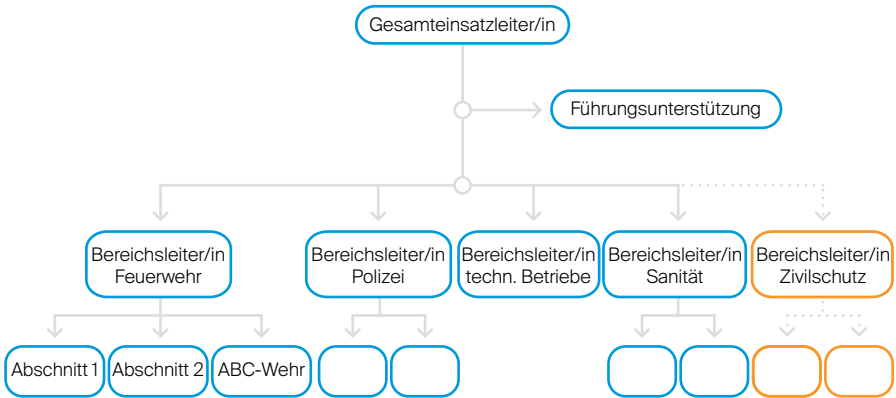 Gesamteinsatzleiter/in
Führungsunterstützung
Bereichsleiter/in
Feuerwehr
Bereichsleiter/in
Polizei
Bereichsleiter/in
techn. Betriebe
Bereichsleiter/in
Sanität
Bereichsleiter/in
Zivilschutz
Abschnitt 1
Abschnitt 2
ABC-Wehr